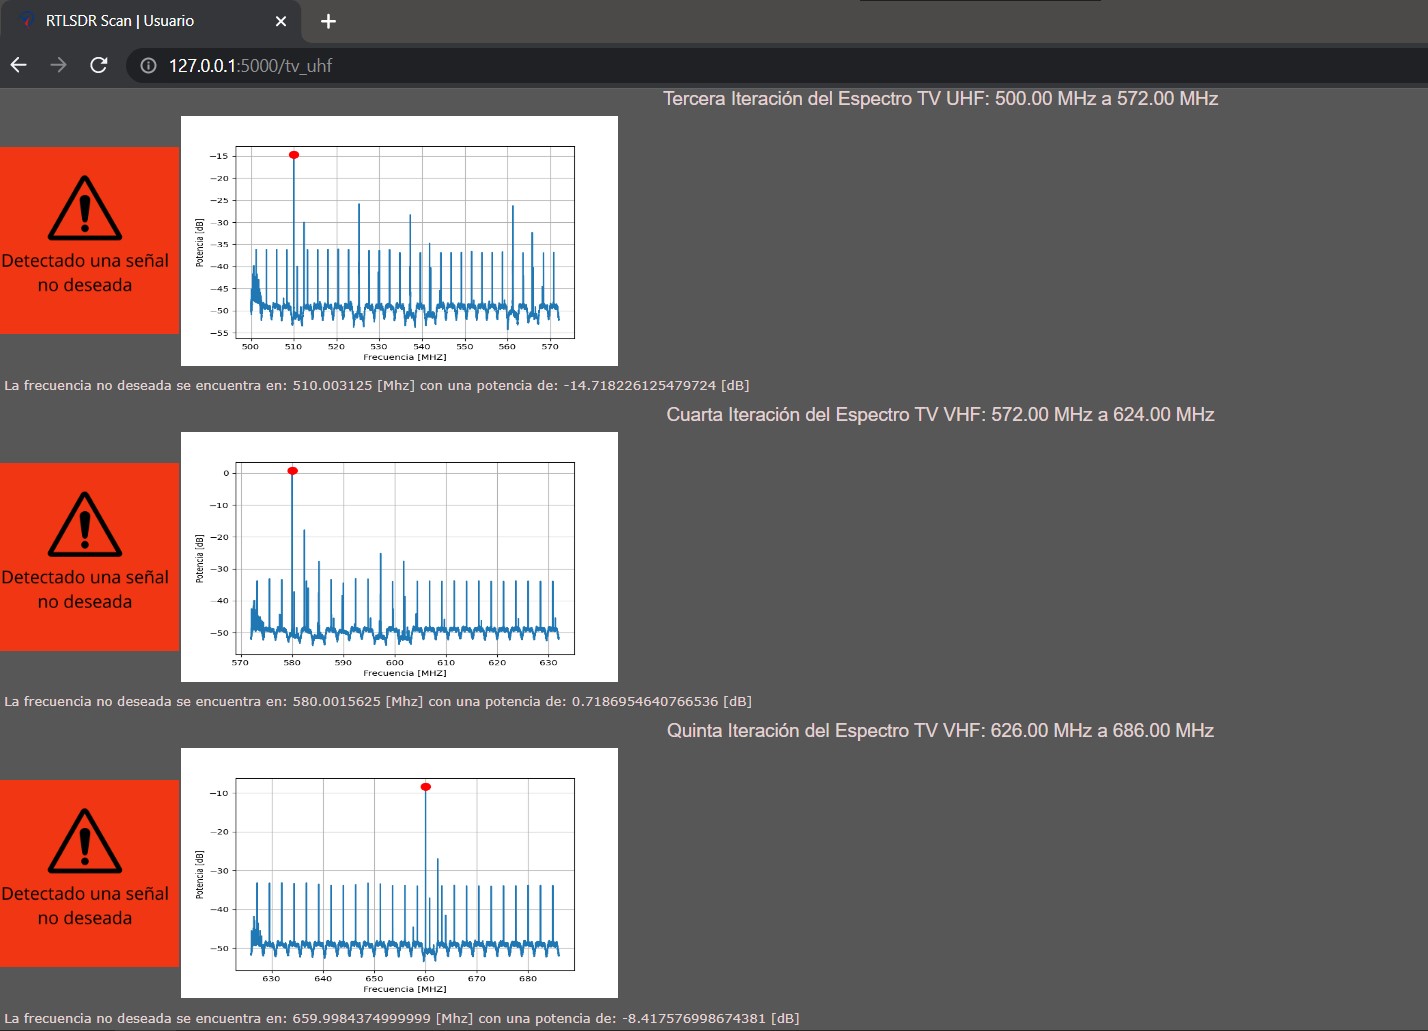 RTLSDR Scan | Usuario
127.0.0.1:5000/tv_uhf
Tercera Iteración del Espectro TV UHF: 500.00 MHz a 572.00 MHz
Detectado una señal
no deseada
−15
−20
−25
−30
−35
−40
−45
−50
−55
Potencia [dB]
500 510 520 530 540 550 560 570
Frecuencia [MHZ]
La frecuencia no deseada se encuentra en: 510.003125 [Mhz] con una potencia de: -14.718226125479724 [dB]
Cuarta Iteración del Espectro TV VHF: 572.00 MHz a 624.00 MHz
Detectado una señal
no deseada
0
−10
−20
−30
−40
−50
Potencia [dB]
570 580 590 600 610 620 630
Frecuencia [MHZ]
La frecuencia no deseada se encuentra en: 580.0015625 [Mhz] con una potencia de: 0.7186954640766536 [dB]
Quinta Iteración del Espectro TV VHF: 626.00 MHz a 686.00 MHz
Detectado una señal
no deseada
−10
−20
−30
−40
−50
Potencia [dB]
630 640 650 660 670 680
Frecuencia [MHZ]
La frecuencia no deseada se encuentra en: 659.9984374999999 [Mhz] con una potencia de: -8.417576998674381 [dB]